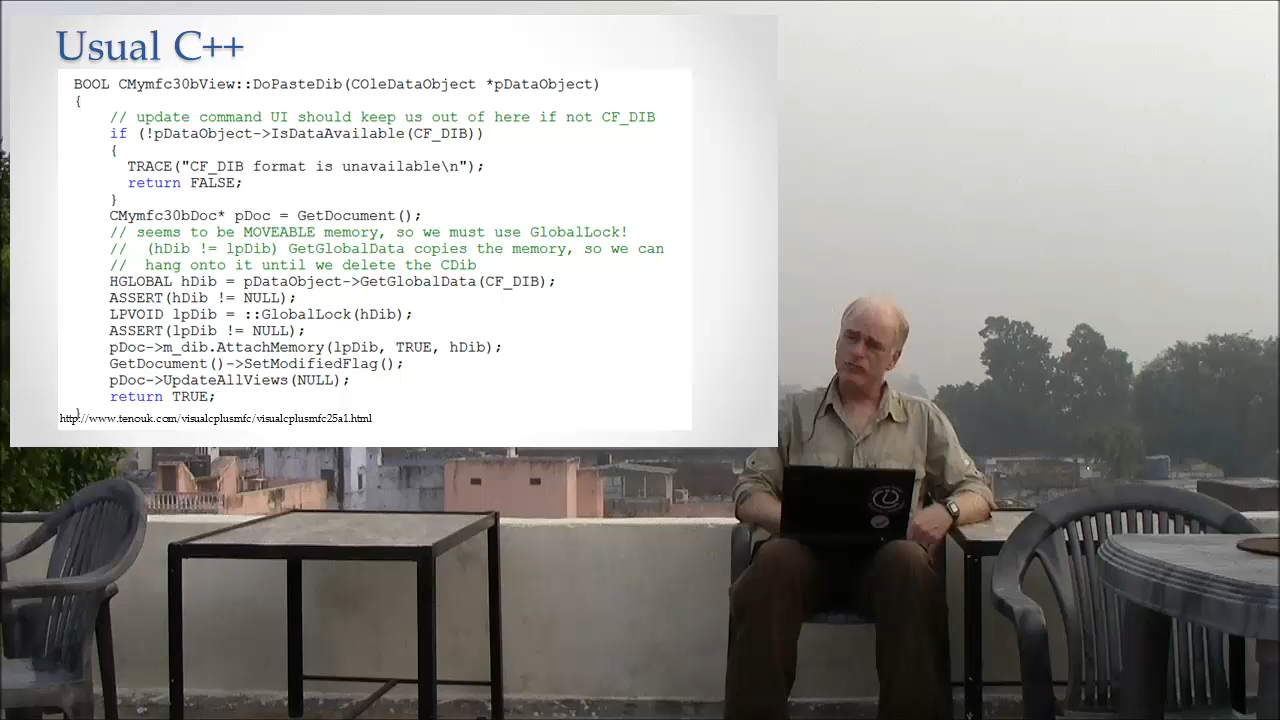 Usual C++
BOOL CMymfc30bView::DoPasteDib(COleDataObject *pDataObject)
{
// update command UI should keep us out of here if not CF_DIB
if (!pDataObject->IsDataAvailable(CF_DIB))
{
TRACE("CF_DIB format is unavailable\n");
return FALSE;
}
CMymfc30bDoc* pDoc = GetDocument();
// seems to be MOVEABLE memory, so we must use GlobalLock!
// (hDib != lpDib) GetGlobalData copies the memory, so we can
// hang onto it until we delete the CDib
HGLOBAL hDib = pDataObject->GetGlobalData(CF_DIB);
ASSERT(hDib != NULL);
LPVOID lpDib = ::GlobalLock(hDib);
ASSERT(lpDib != NULL);
pDoc->m_dib.AttachMemory(lpDib, TRUE, hDib);
GetDocument()->SetModifiedFlag();
pDoc->UpdateAllViews(NULL);
return TRUE;
}
http://www.tenouk.com/visualcplusmfc/visualcplusmfc25a1.html